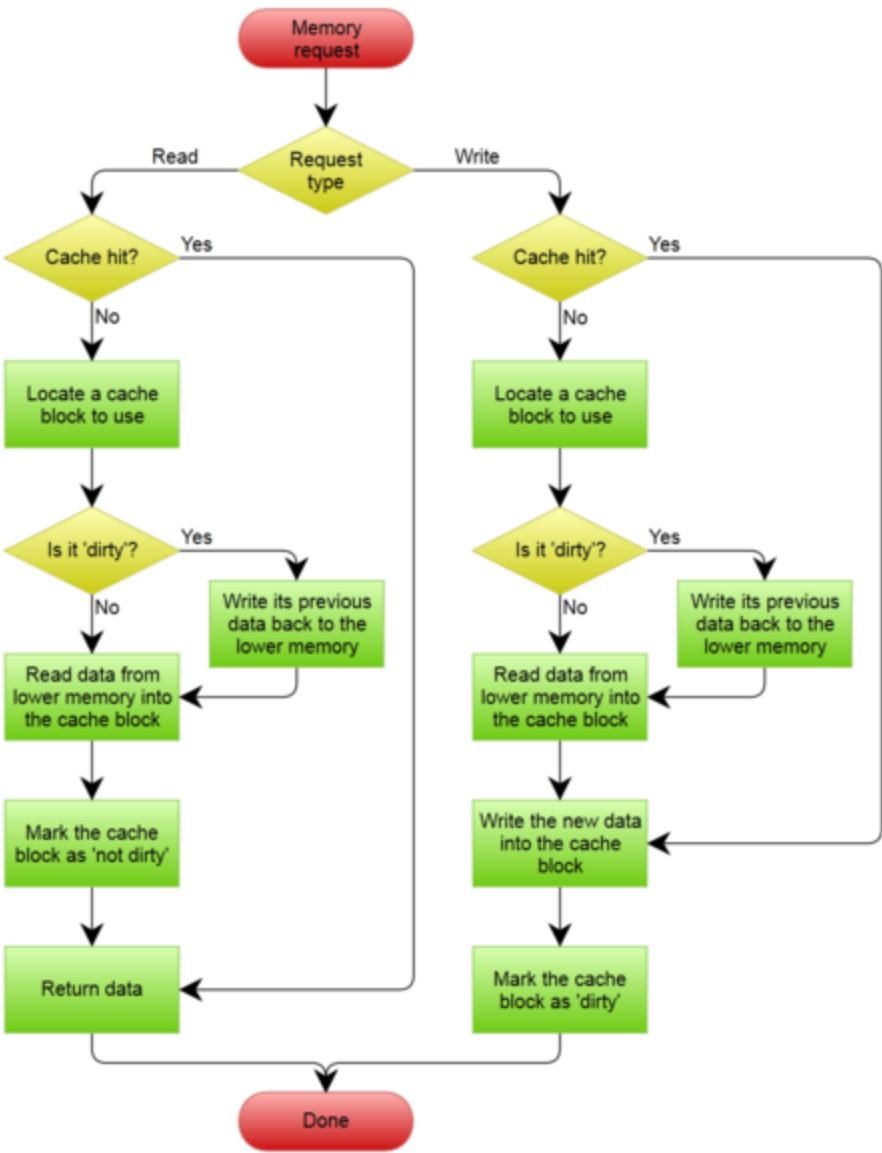 Memory
request
Request
type
Read
Write
Cache hit?
Yes
No
Locate a cache
block to use
Is it 'dirty'?
Yes
No
Write its previous
data back to the
lower memory
Read data from
lower memory into
the cache block
Mark the cache
block as 'not dirty'
Return data
Cache hit?
Yes
No
Locate a cache
block to use
Is it 'dirty'?
Yes
No
Write its previous
data back to the
lower memory
Read data from
lower memory into
the cache block
Write the new data
into the cache
block
Mark the cache
block as 'dirty'
Done